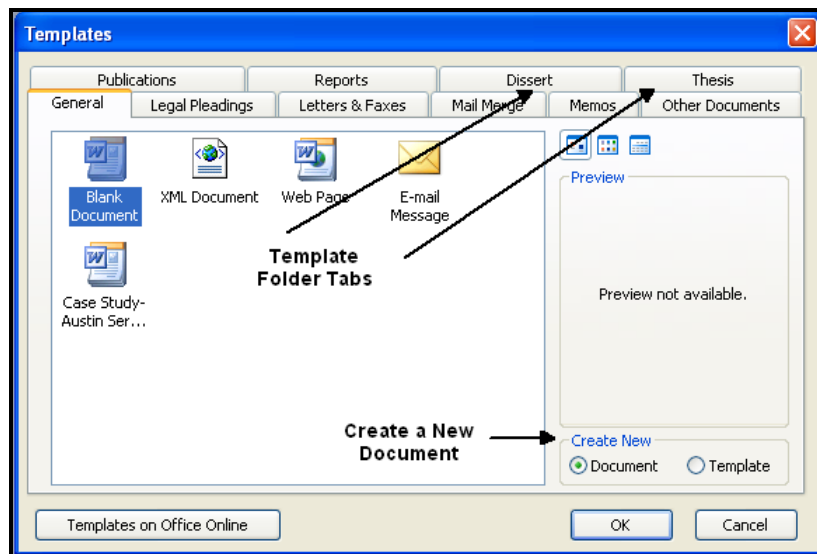 Templates
Publications Reports Dissert Thesis
General Legal Pleadings Letters & Faxes Mail Merge Memos Other Documents
Blank
Document
XML Document
Web Page
E-mail
Message
Preview
Template
Folder Tabs
Case Study-
Austin Ser...
Preview not available.
Create a New
Document
Create New
Document Template
Templates on Office Online OK Cancel